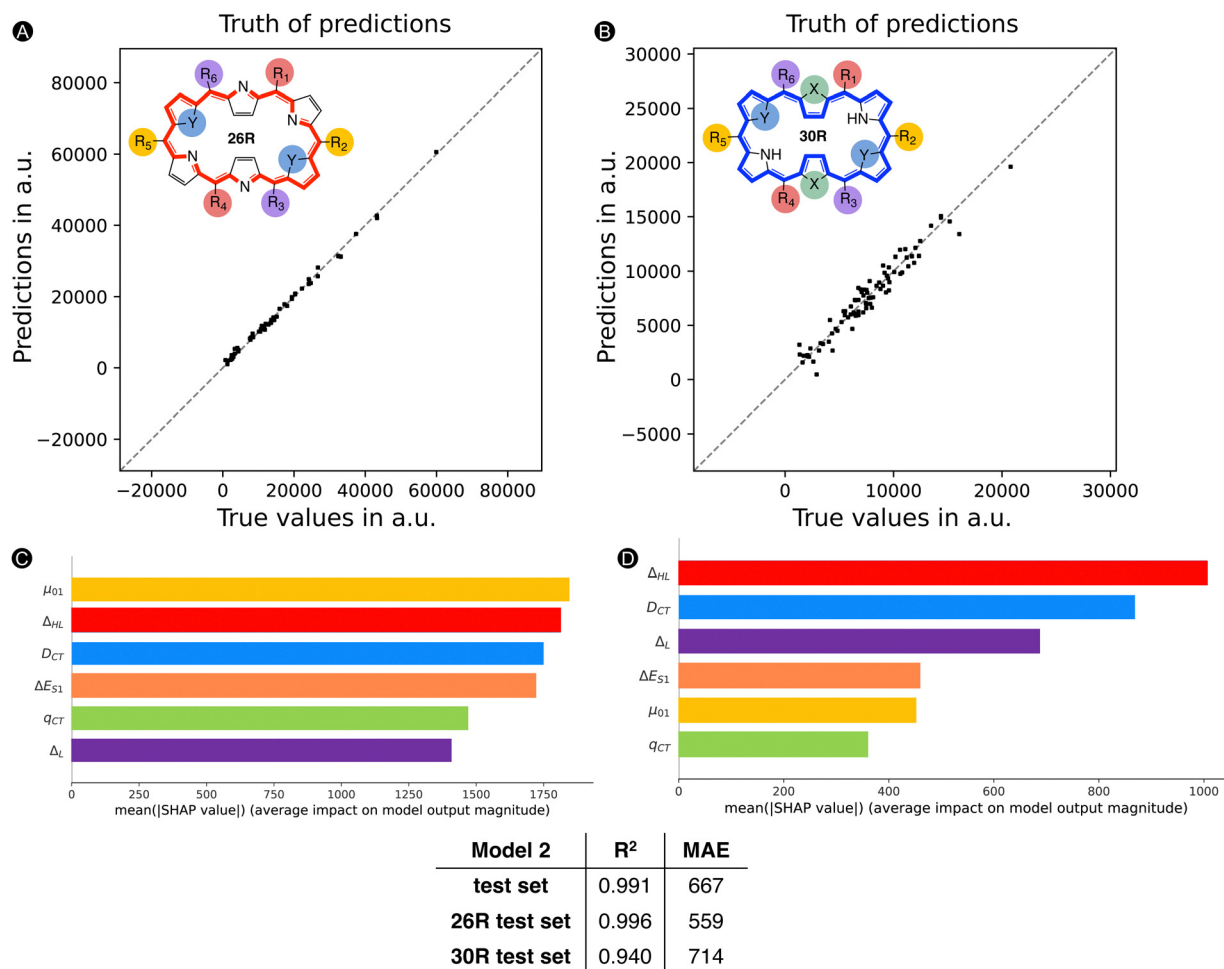 A
Truth of predictions
Predictions in a.u.
80000
60000
40000
20000
0
−20000
−20000 0 20000 40000 60000 80000
True values in a.u.
R6 N R1
Y N
R5 26R R2
N Y
R4 N R3
B
Truth of predictions
Predictions in a.u.
30000
25000
20000
15000
10000
5000
0
−5000
0 10000 20000 30000
True values in a.u.
R6 X R1
Y HN
R5 30R R2
NH Y
R4 X R3
C
μ01
ΔHL
DCT
ΔES1
qCT
ΔL
0 250 500 750 1000 1250 1500 1750
mean(|SHAP value|) (average impact on model output magnitude)
D
ΔHL
DCT
ΔL
ΔES1
μ01
qCT
0 200 400 600 800 1000
mean(|SHAP value|) (average impact on model output magnitude)
Model 2 R² MAE
test set 0.991 667
26R test set 0.996 559
30R test set 0.940 714